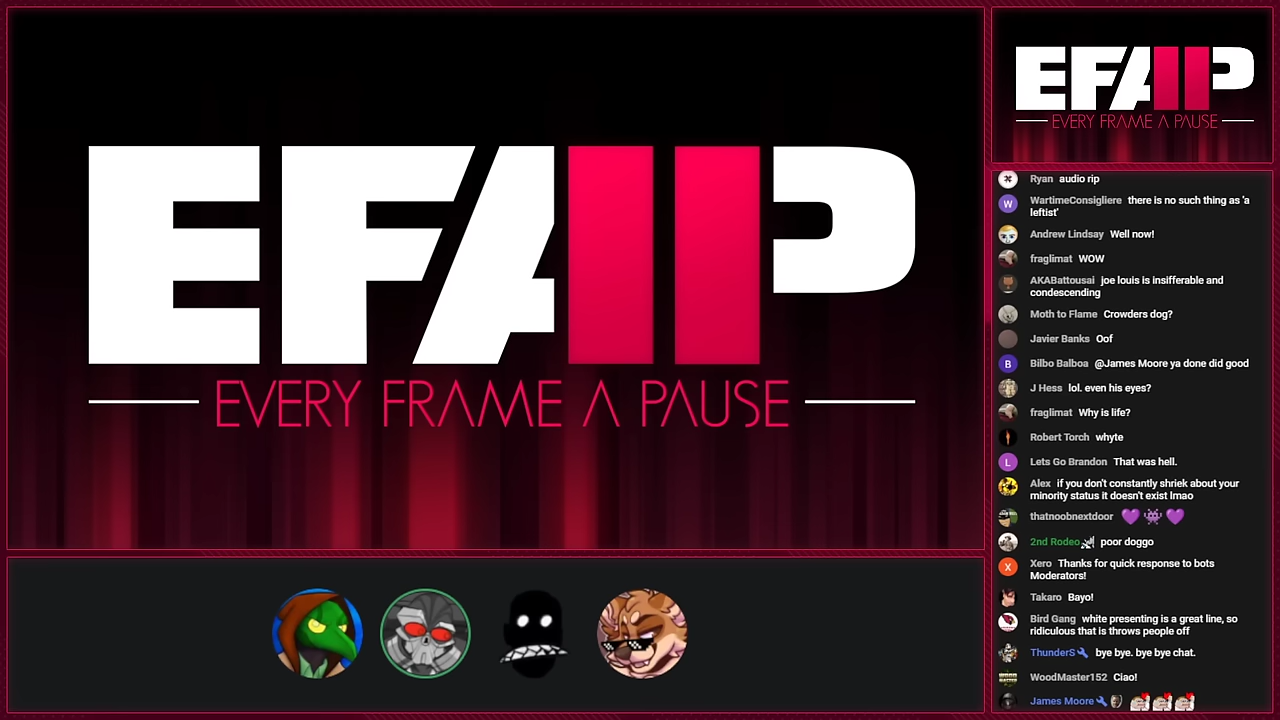 EFAP
EVERY FRAME A PAUSE
EFAP
EVERY FRAME A PAUSE
Ryan audio rip
W WartimeConsigliere there is no such thing as 'a
leftist'
Andrew Lindsay Well now!
fraglimat WOW
AKABattousai joe louis is insifferable and
condescending
Moth to Flame Crowders dog?
Javier Banks Oof
B Bilbo Balboa @James Moore ya done did good
J Hess lol. even his eyes?
fraglimat Why is life?
Robert Torch whyte
L Lets Go Brandon That was hell.
Alex if you don't constantly shriek about your
minority status it doesn't exist lmao
thatnoobnextdoor 💜👾💜
2nd Rodeo poor doggo
X Xero Thanks for quick response to bots
Moderators!
Takaro Bayo!
Bird Gang white presenting is a great line, so
ridiculous that is throws people off
ThunderS bye bye. bye bye chat.
WoodMaster152 Ciao!
James Moore